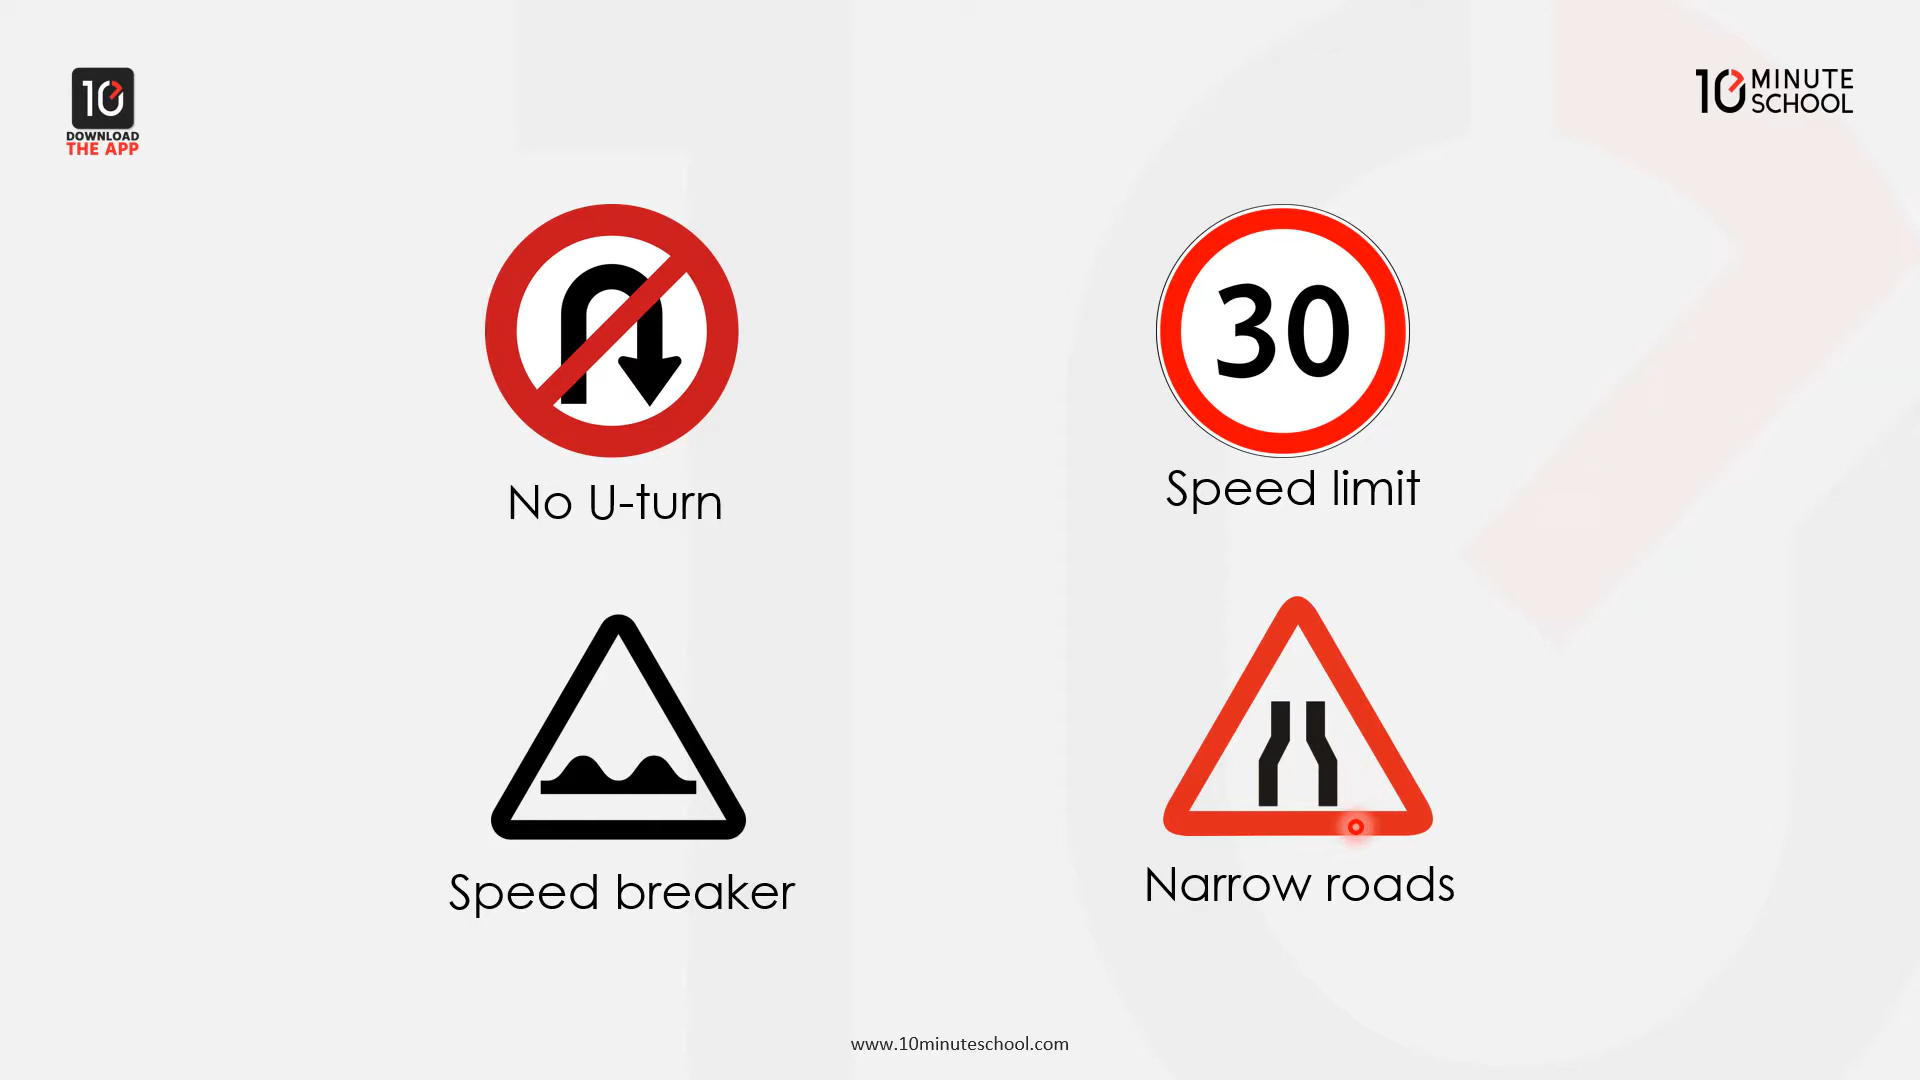 10
DOWNLOAD
THE APP
10 MINUTE
SCHOOL
30
No U-turn
Speed limit
Speed breaker
Narrow roads
www.10minuteschool.com